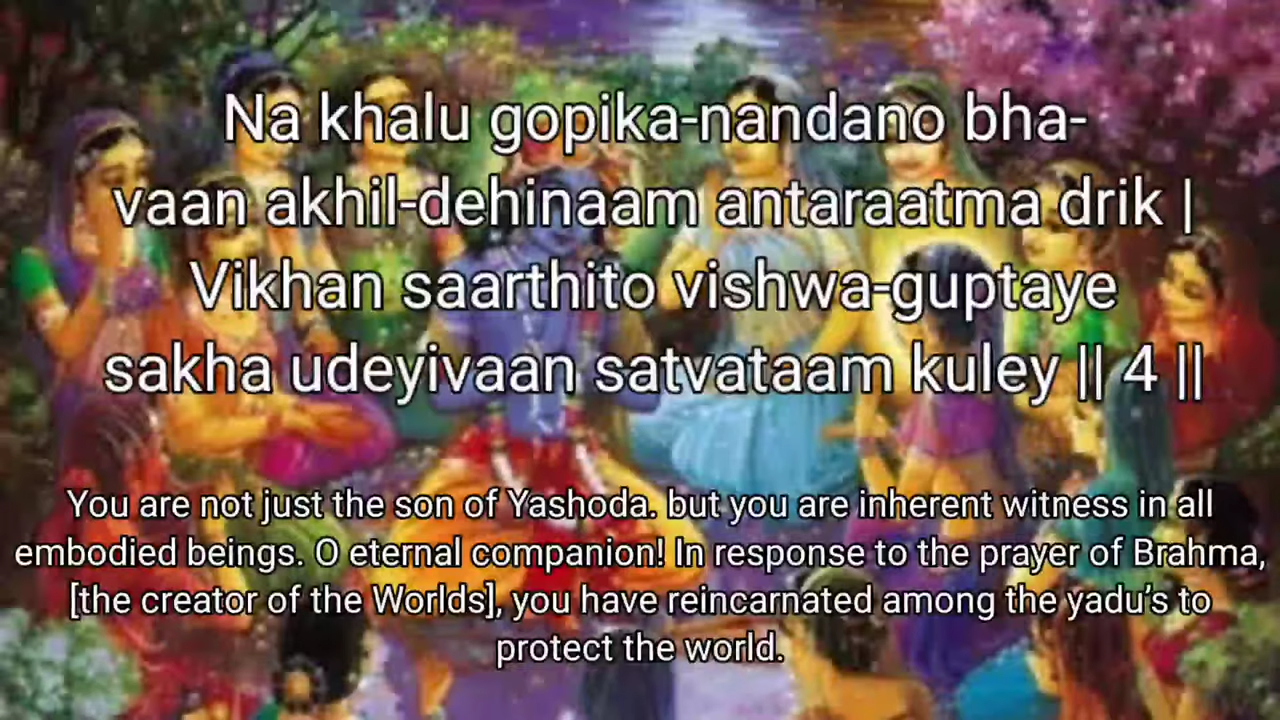 Na khalu gopika-nandano bha-
vaan akhil-dehinaam antaraatma drik |
Vikhan saarthito vishwa-guptaye
sakha udeyivaan satvataam kuley || 4 ||
You are not just the son of Yashoda. but you are inherent witness in all
embodied beings. O eternal companion! In response to the prayer of Brahma,
[the creator of the Worlds], you have reincarnated among the yadu’s to
protect the world.